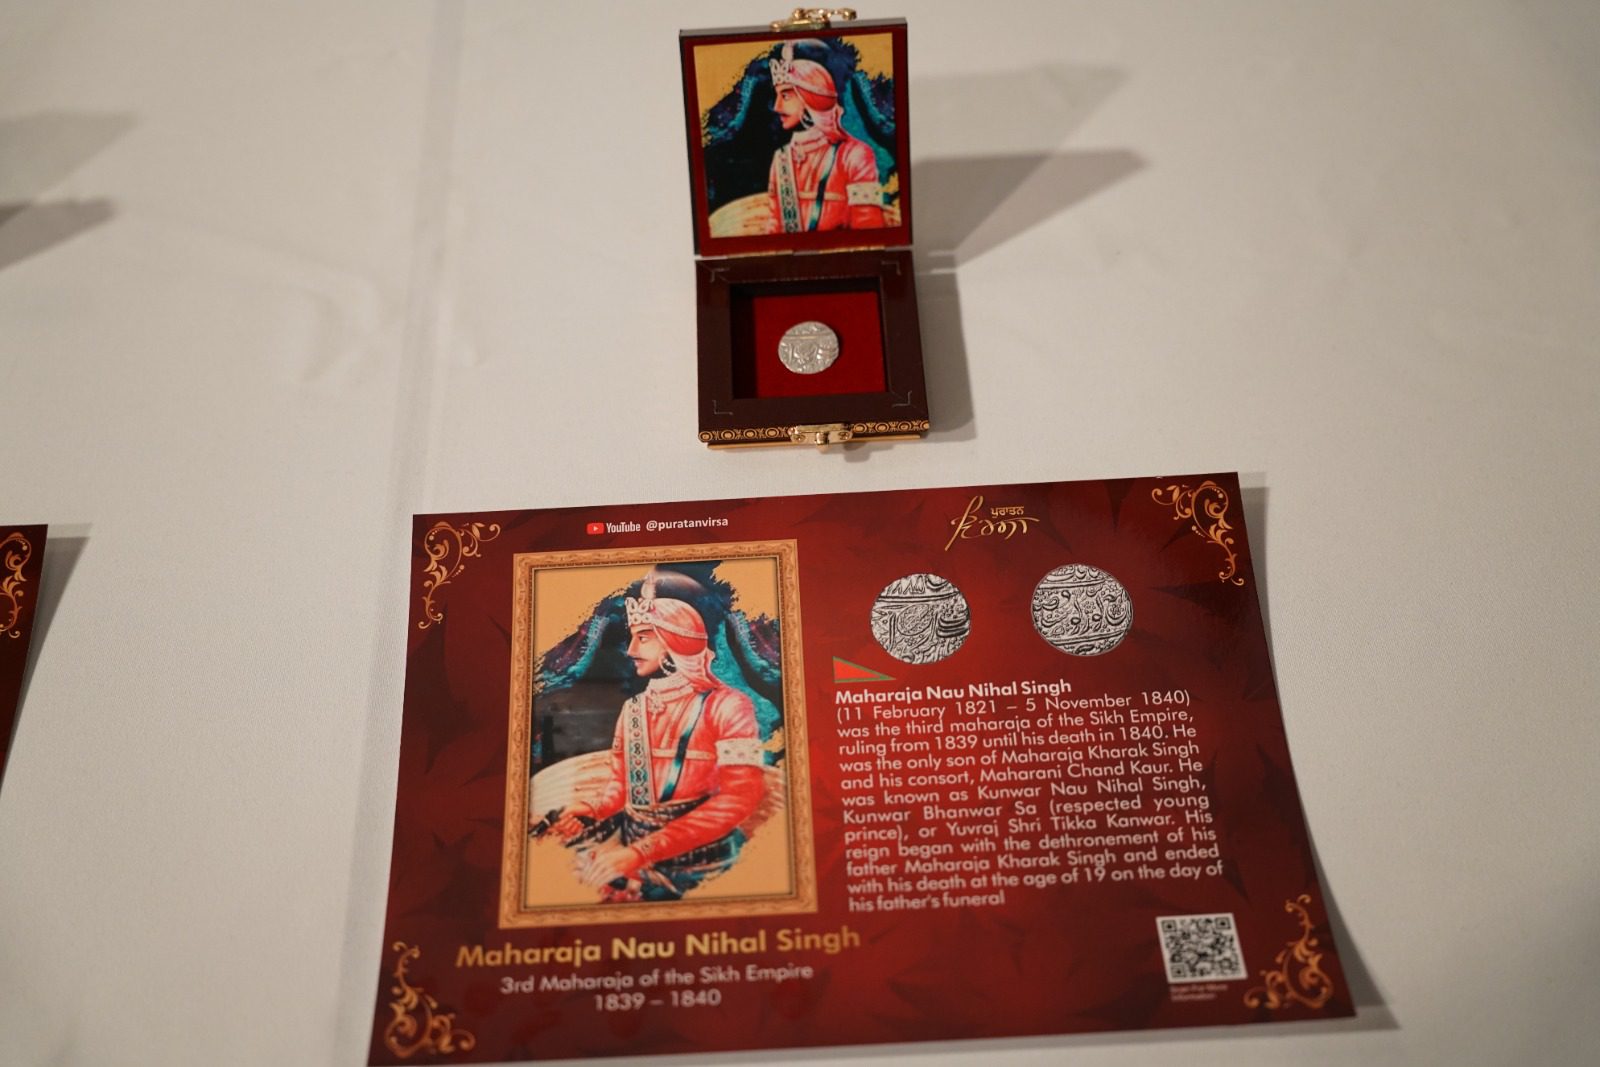 YouTube @puratanvirsa
ਪੁਰਾਤਨ
ਵਿਰਸਾ
Maharaja Nau Nihal Singh
(11 February 1821 – 5 November 1840)
was the third maharaja of the Sikh Empire,
ruling from 1839 until his death in 1840. He
was the only son of Maharaja Kharak Singh
and his consort, Maharani Chand Kaur. He
was known as Kunwar Nau Nihal Singh,
Kunwar Bhanwar Sa (respected young
prince), or Yuvraj Shri Tikka Kanwar. His
reign began with the dethronement of his
father Maharaja Kharak Singh and ended
with his death at the age of 19 on the day of
his father's funeral
Maharaja Nau Nihal Singh
3rd Maharaja of the Sikh Empire
1839 – 1840
Scan For More
Information